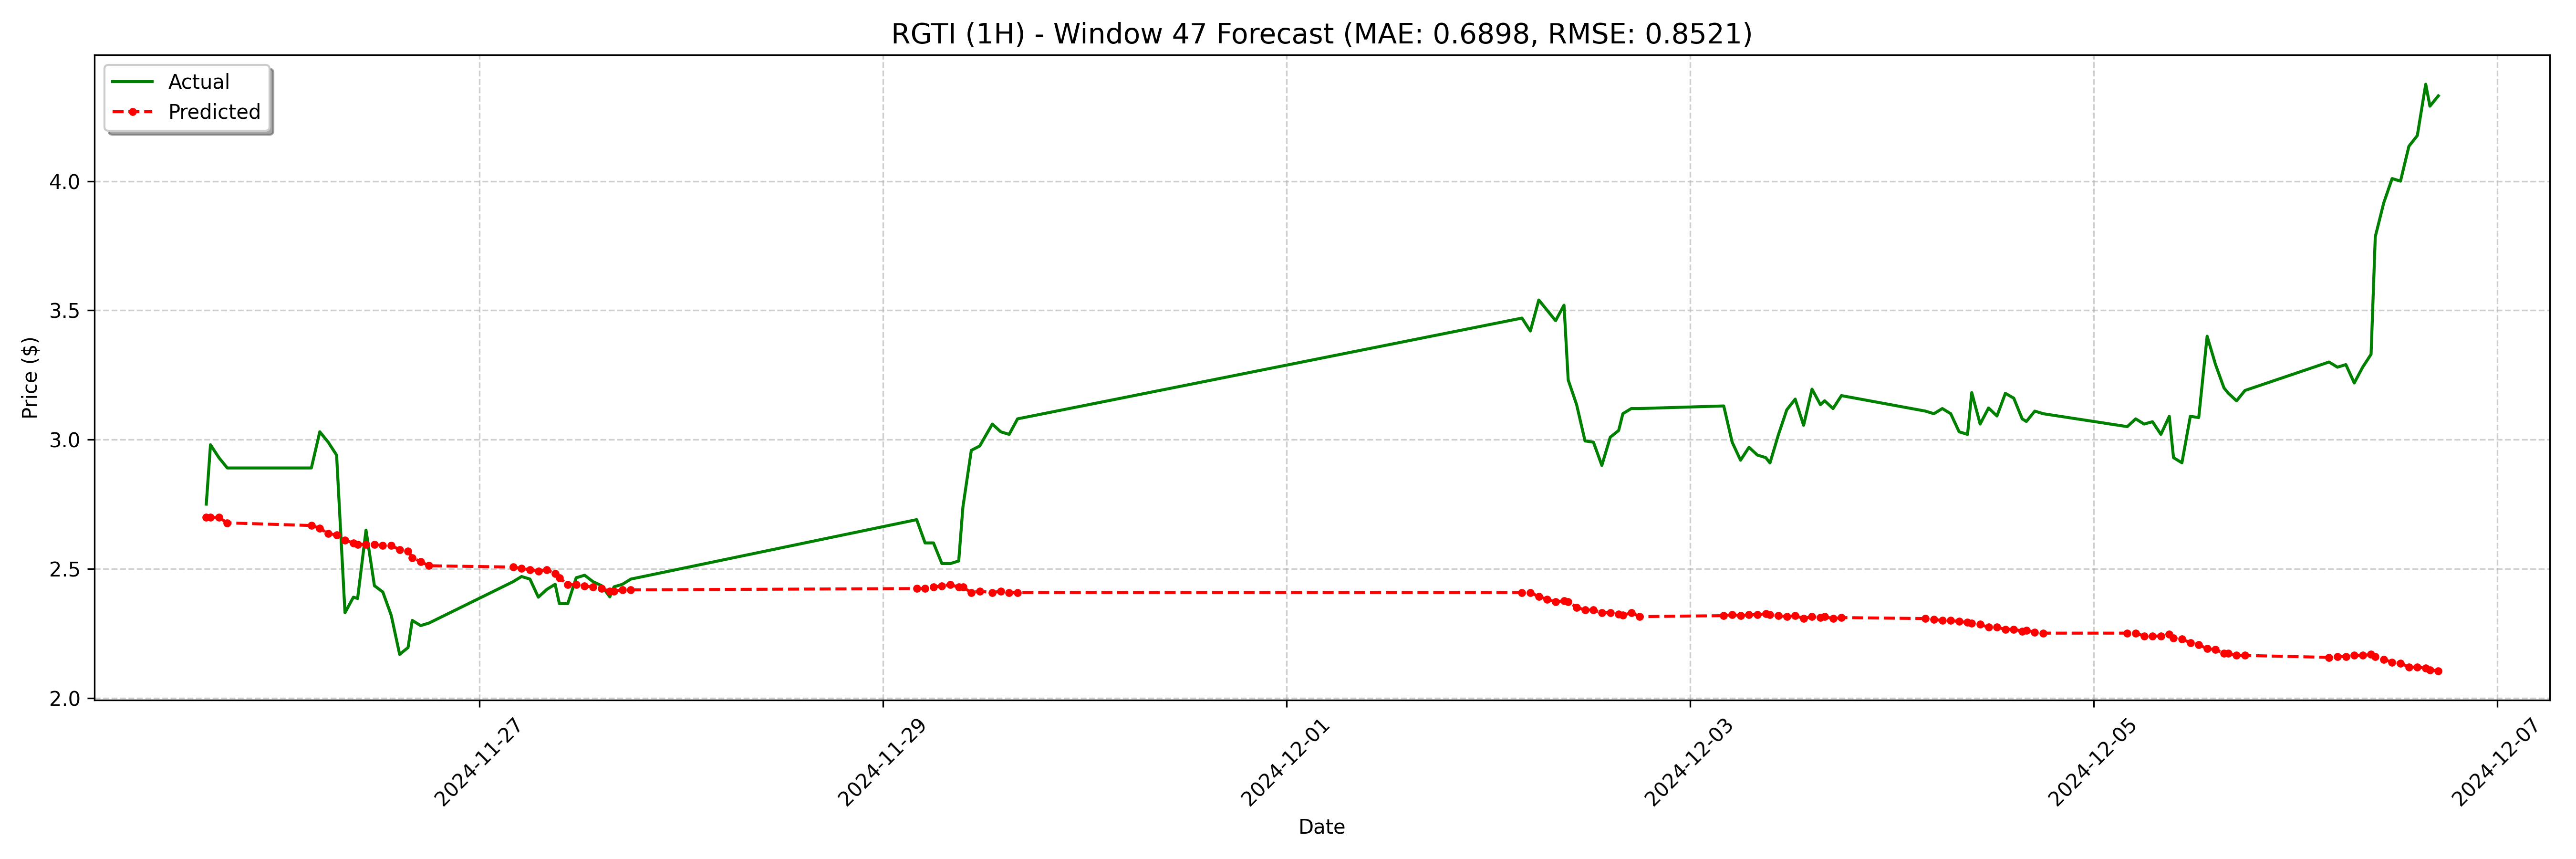 RGTI (1H) - Window 47 Forecast (MAE: 0.6898, RMSE: 0.8521)
Actual
Predicted
Price ($)
4.0
3.5
3.0
2.5
2.0
2024-11-27
2024-11-29
2024-12-01
2024-12-03
2024-12-05
2024-12-07
Date